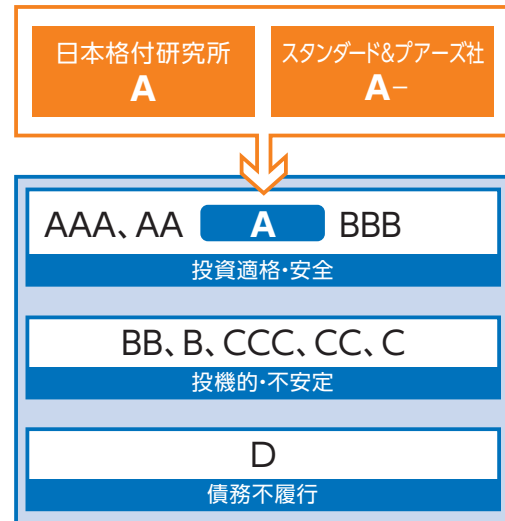 日本格付研究所
A
スタンダード&プアーズ社
A−
AAA、AA A BBB
投資適格・安全
BB、B、CCC、CC、C
投機的・不安定
D
債務不履行